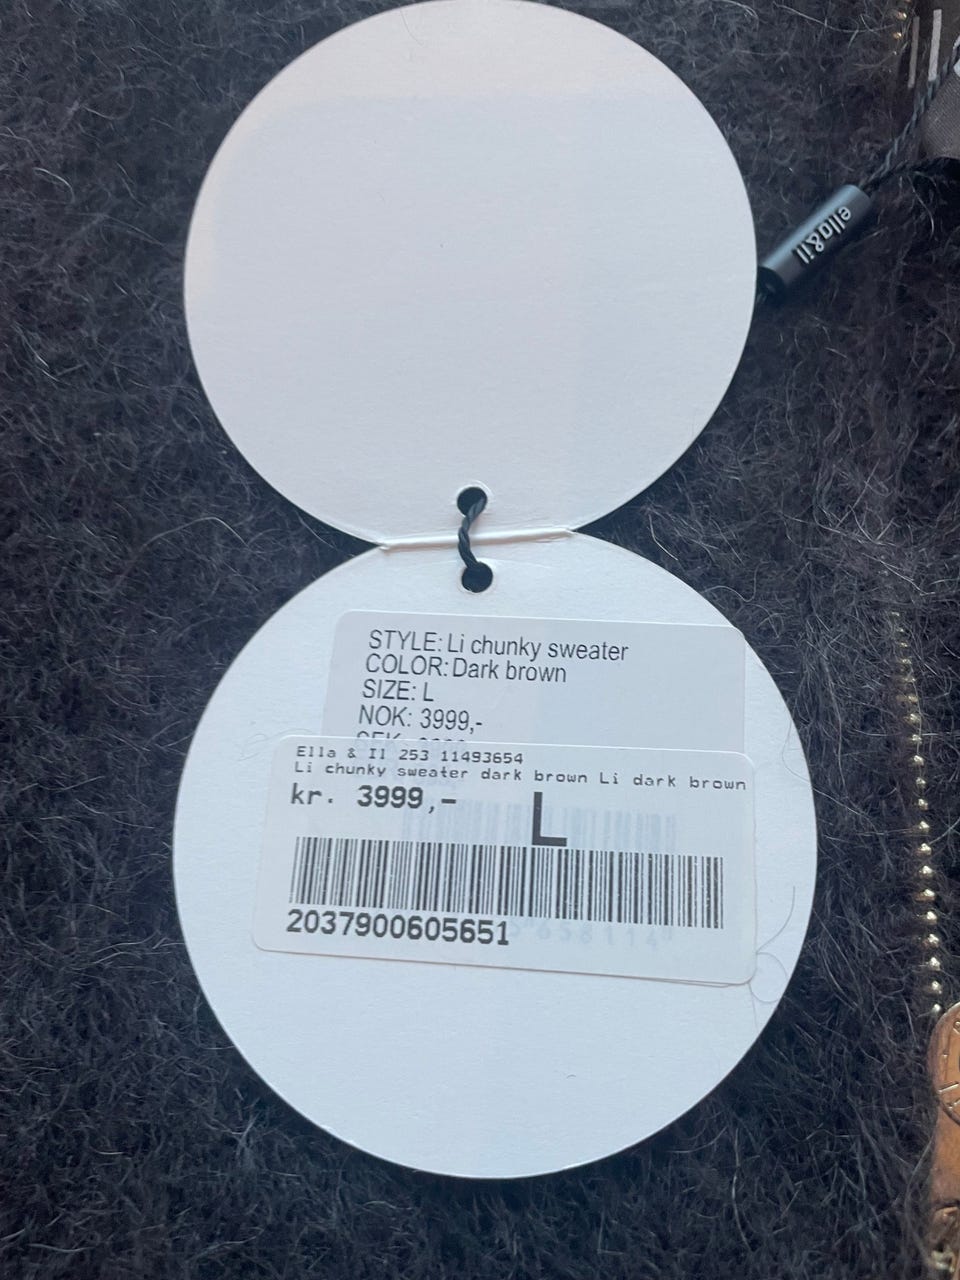 ella&il
STYLE: Li chunky sweater
COLOR: Dark brown
SIZE: L
NOK: 3999,-
Ella & Il 253 11493654
Li chunky sweater dark brown Li dark brown
kr. 3999,- L
2037900605651